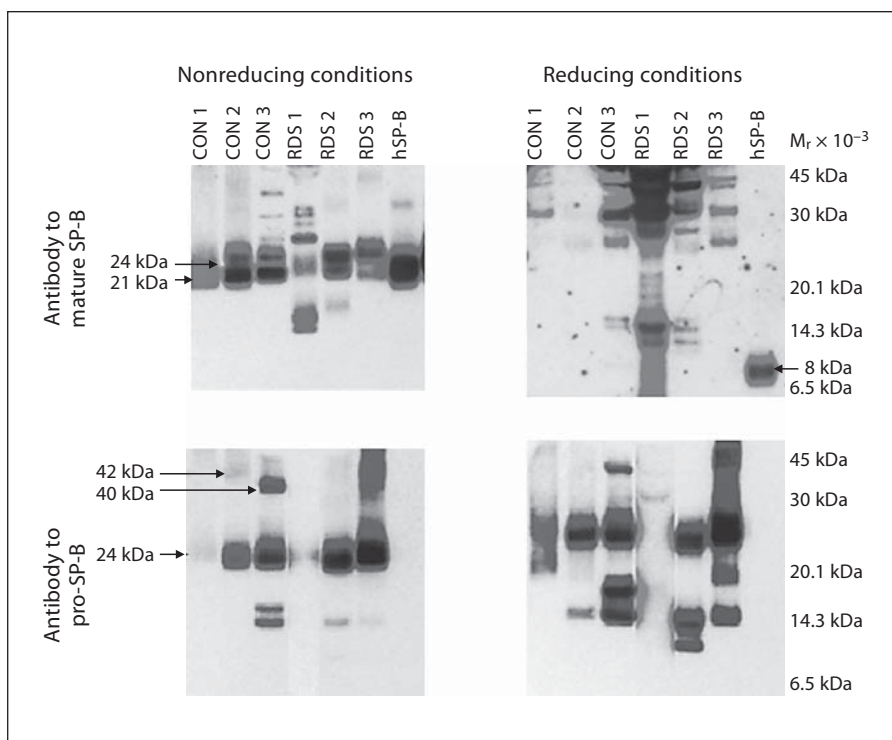 Nonreducing conditions
Reducing conditions
CON 1
CON 2
CON 3
RDS 1
RDS 2
RDS 3
hSP-B
CON 1
CON 2
CON 3
RDS 1
RDS 2
RDS 3
hSP-B
Mr × 10–3
Antibody to
mature SP-B
24 kDa
21 kDa
45 kDa
30 kDa
20.1 kDa
14.3 kDa
8 kDa
6.5 kDa
Antibody to
pro-SP-B
42 kDa
40 kDa
24 kDa
45 kDa
30 kDa
20.1 kDa
14.3 kDa
6.5 kDa